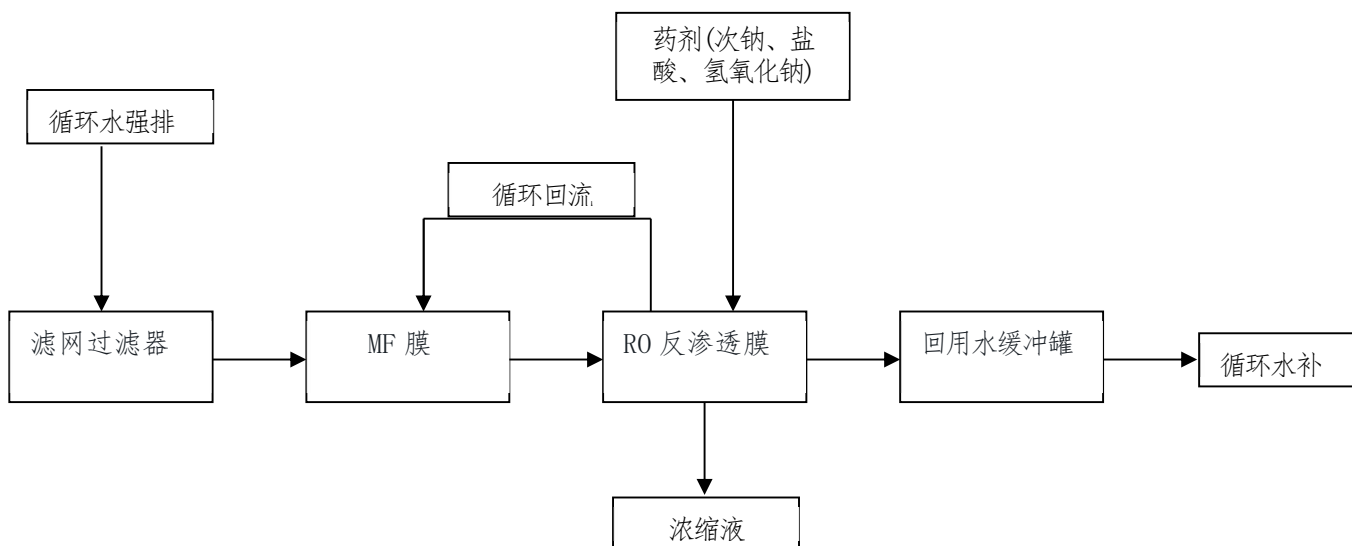 药剂(次钠、盐
酸、氢氧化钠)
循环水强排
循环回流
滤网过滤器
MF 膜
RO 反渗透膜
回用水缓冲罐
循环水补
浓缩液